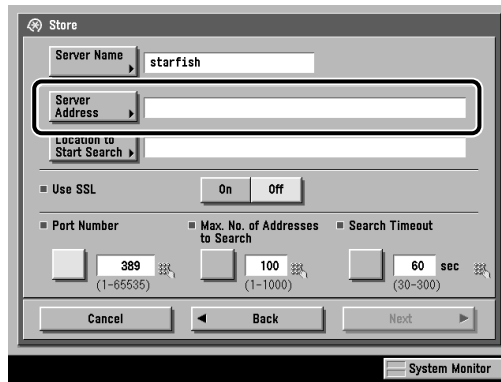 Store
Server Name
starfish
Server
Address
Location to
Start Search
Use SSL
On
Off
Port Number
Max. No. of Addresses
to Search
Search Timeout
389
100
60 sec
(1-65535)
(1-1000)
(30-300)
Cancel
Back
Next
System Monitor